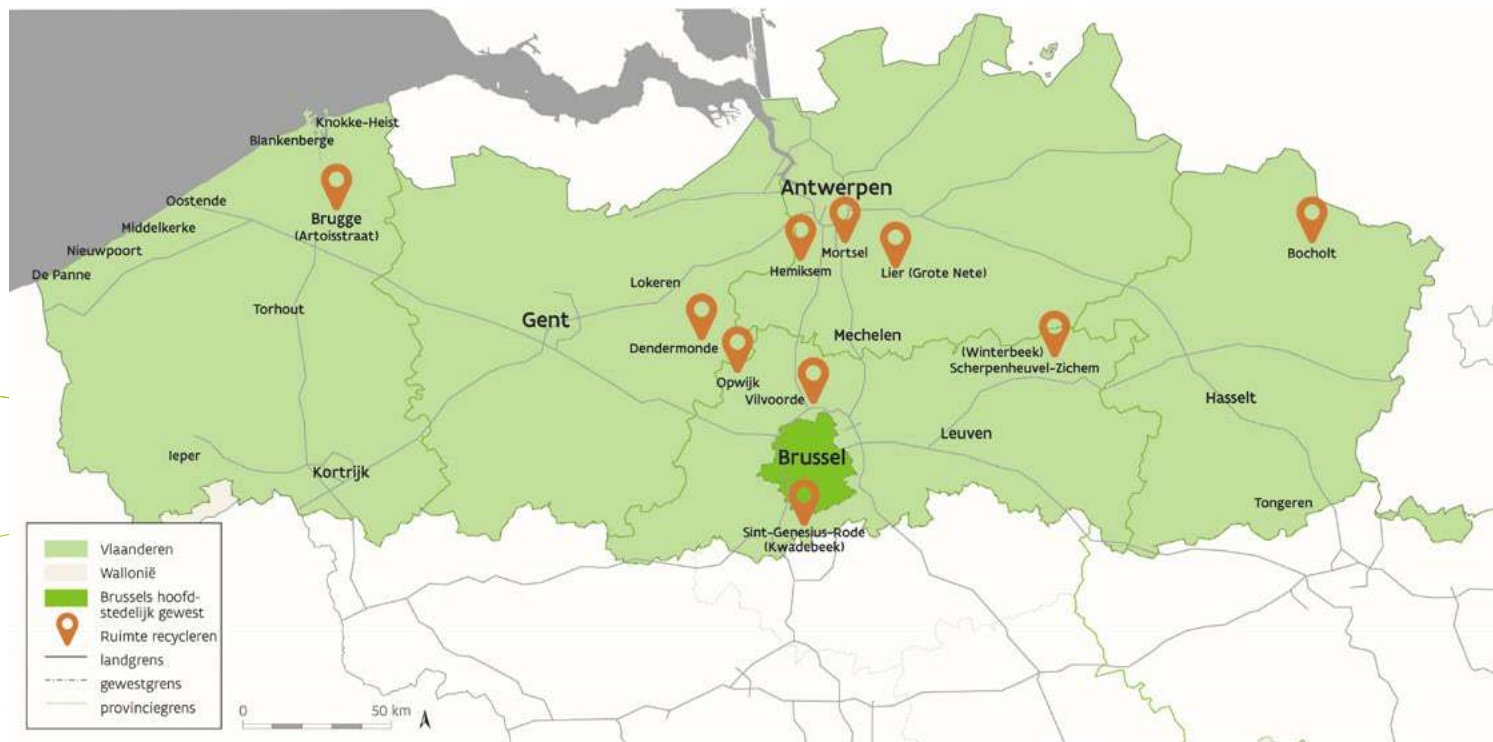 Knokke-Heist
Blankenberge
Oostende
Brugge
(Artoisstraat)
Middelkerke
Nieuwpoort
De Panne
Torhout
Ieper
Kortrijk
Gent
Lokeren
Dendermonde
Opwijk
Vilvoorde
Antwerpen
Hemiksem
Mortsel
Lier (Grote Nete)
Mechelen
(Winterbeek)
Scherpenheuvel-Zichem
Bocholt
Hasselt
Leuven
Brussel
Sint-Genesius-Rode
(Kwadebeek)
Tongeren
Vlaanderen
Wallonië
Brussels hoofd-
stedelijk gewest
Ruimte recycleren
landgrens
gewestgrens
provinciegrens
0 50 km